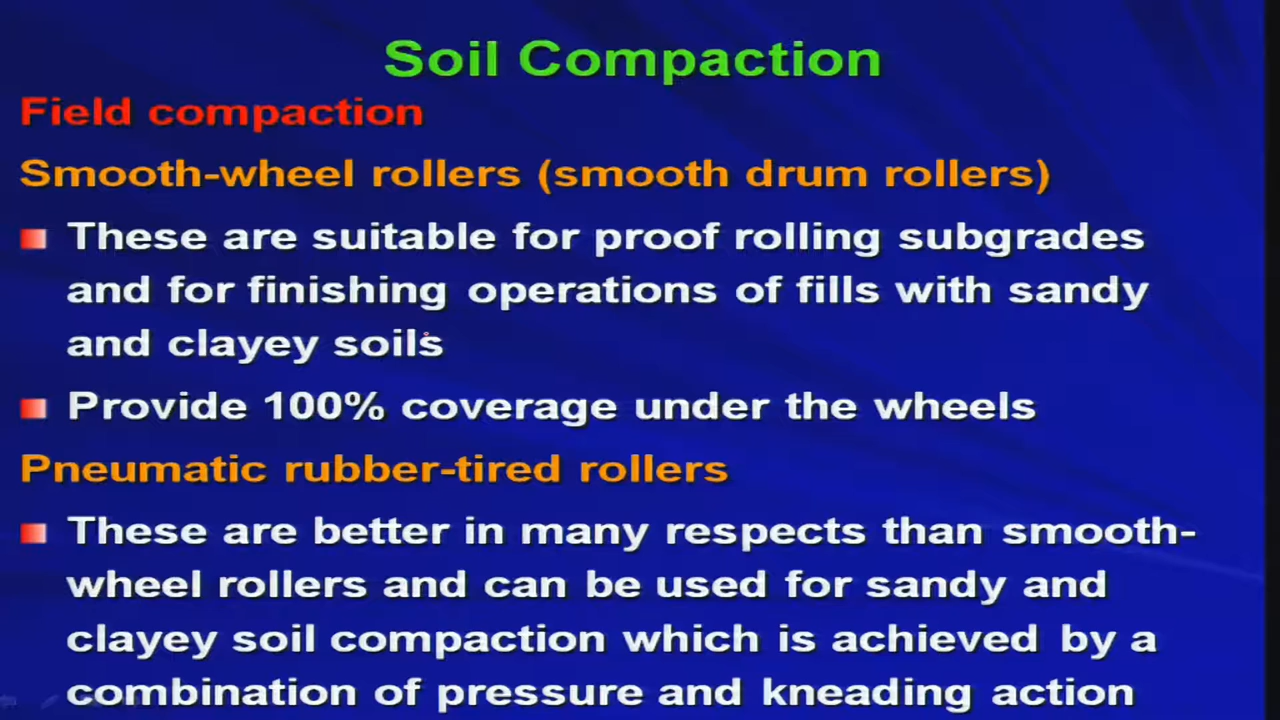 Soil Compaction
Field compaction
Smooth-wheel rollers (smooth drum rollers)
These are suitable for proof rolling subgrades
and for finishing operations of fills with sandy
and clayey soils
Provide 100% coverage under the wheels
Pneumatic rubber-tired rollers
These are better in many respects than smooth-
wheel rollers and can be used for sandy and
clayey soil compaction which is achieved by a
combination of pressure and kneading action